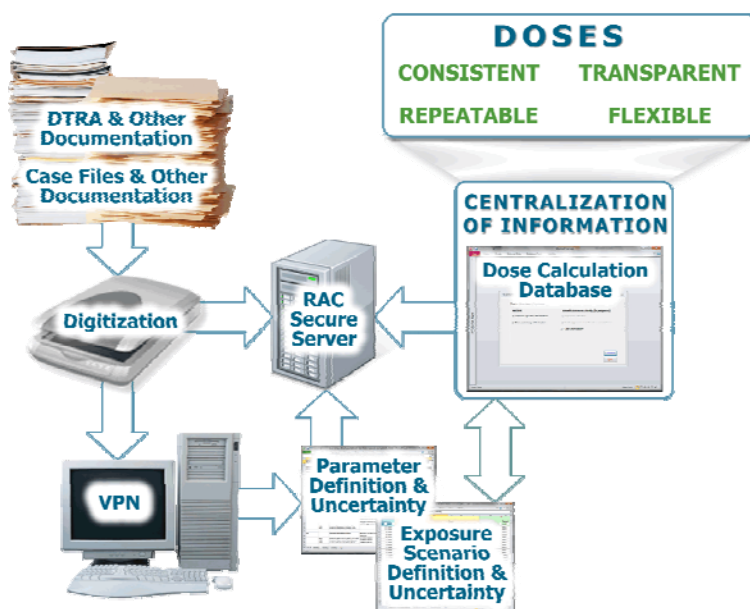 DOSES
CONSISTENT TRANSPARENT
REPEATABLE FLEXIBLE
DTRA & Other
Documentation
Case Files & Other
Documentation
CENTRALIZATION
OF INFORMATION
Dose Calculation
Database
Digitization
RAC
Secure
Server
VPN
Parameter
Definition &
Uncertainty
Exposure
Scenario
Definition &
Uncertainty